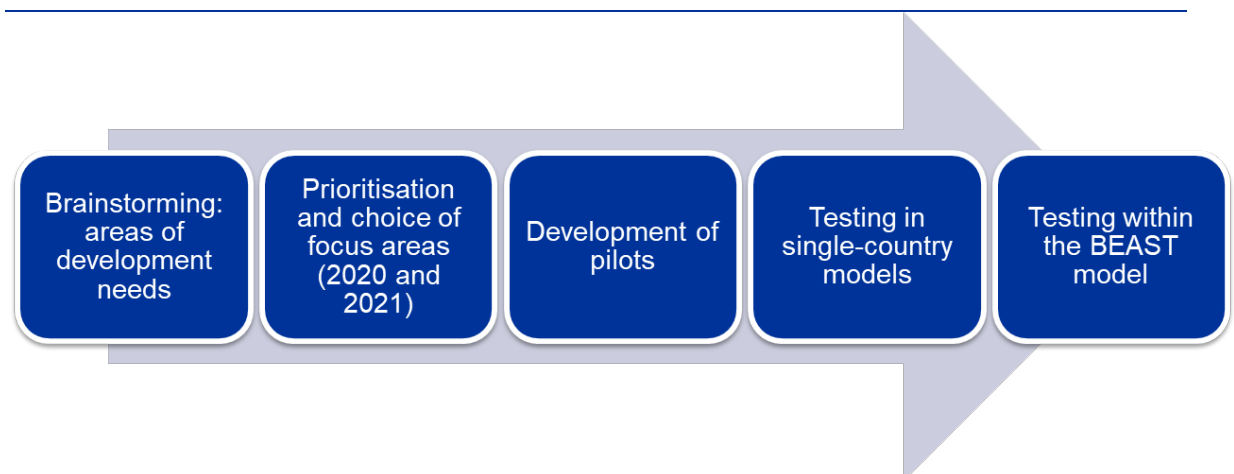 Brainstorming:
areas of
development
needs
Prioritisation
and choice of
focus areas
(2020 and
2021)
Development of
pilots
Testing in
single-country
models
Testing within
the BEAST
model